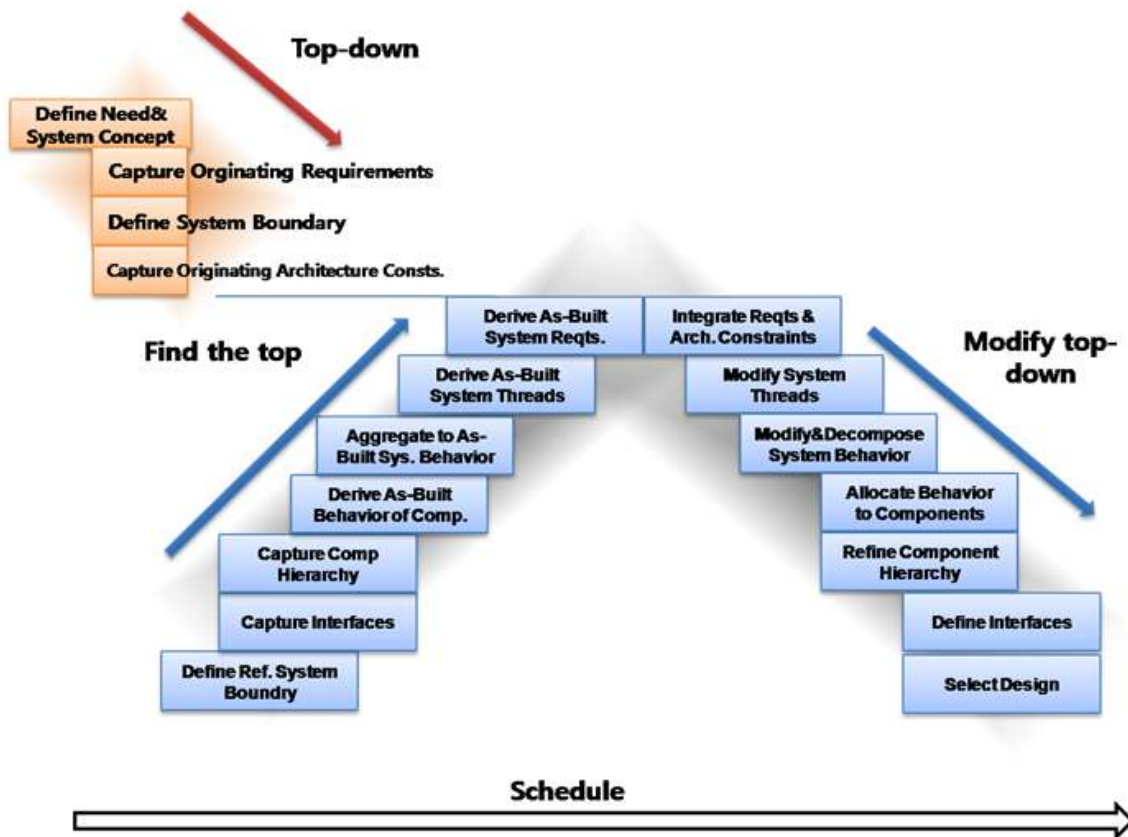 Top-down
Define Need&
System Concept
Capture Orginating Requirements
Define System Boundary
Capture Originating Architecture Consts.
Find the top
Derive As-Built
System Reqts.
Derive As-Built
System Threads
Aggregate to As-
Built Sys. Behavior
Derive As-Built
Behavior of Comp.
Capture Comp
Hierarchy
Capture Interfaces
Define Ref. System
Boundry
Integrate Reqts &
Arch. Constraints
Modify top-
down
Modify System
Threads
Modify&Decompose
System Behavior
Allocate Behavior
to Components
Refine Component
Hierarchy
Define Interfaces
Select Design
Schedule